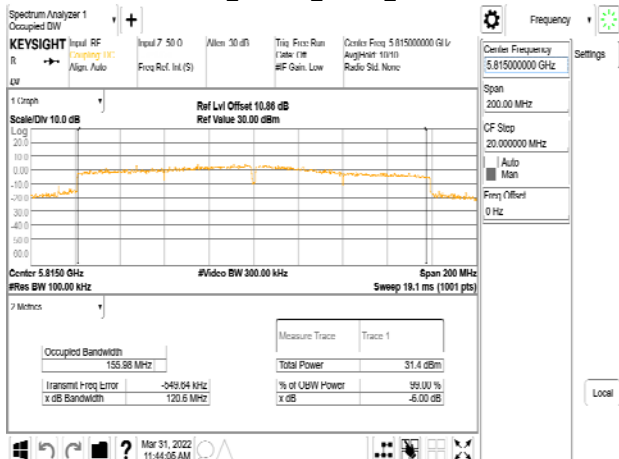 Spectrum Analyzer 1
Occupied BW
Frequency
KEYSIGHT
Input RF
Coupling DC
Align Auto
Input Z 50 Ω
Freq Ref. Int (S)
Atten 30 dB
Trig Free Run
Gate Off
#IF Gain. Low
Center Freq 5.815000000 GHz
Avg|Hold: 10/10
Radio Std. None
R
Center Frequency
5.815000000 GHz
Settings
Span
200.00 MHz
CF Step
20.000000 MHz
Auto
Man
Freq Offset
0 Hz
1 Graph
Scale/Div 10.0 dB
Ref Lvl Offset 10.86 dB
Ref Value 30.00 dBm
Log
20.0
10.0
0.00
-10.0
-20.0
30.0
-40.0
50.0
60.0
Center 5.8150 GHz
#Video BW 300.00 kHz
Span 200 MHz
#Res BW 100.00 kHz
Sweep 19.1 ms (1001 pts)
2 Metrics
Measure Trace
Trace 1
Occupied Bandwidth
155.98 MHz
Total Power
31.4 dBm
Transmit Freq Error
-549.64 kHz
% of OBW Power
99.00 %
x dB Bandwidth
120.6 MHz
x dB
-6.00 dB
Local
?
Mar 31, 2022
11:44:05 AM